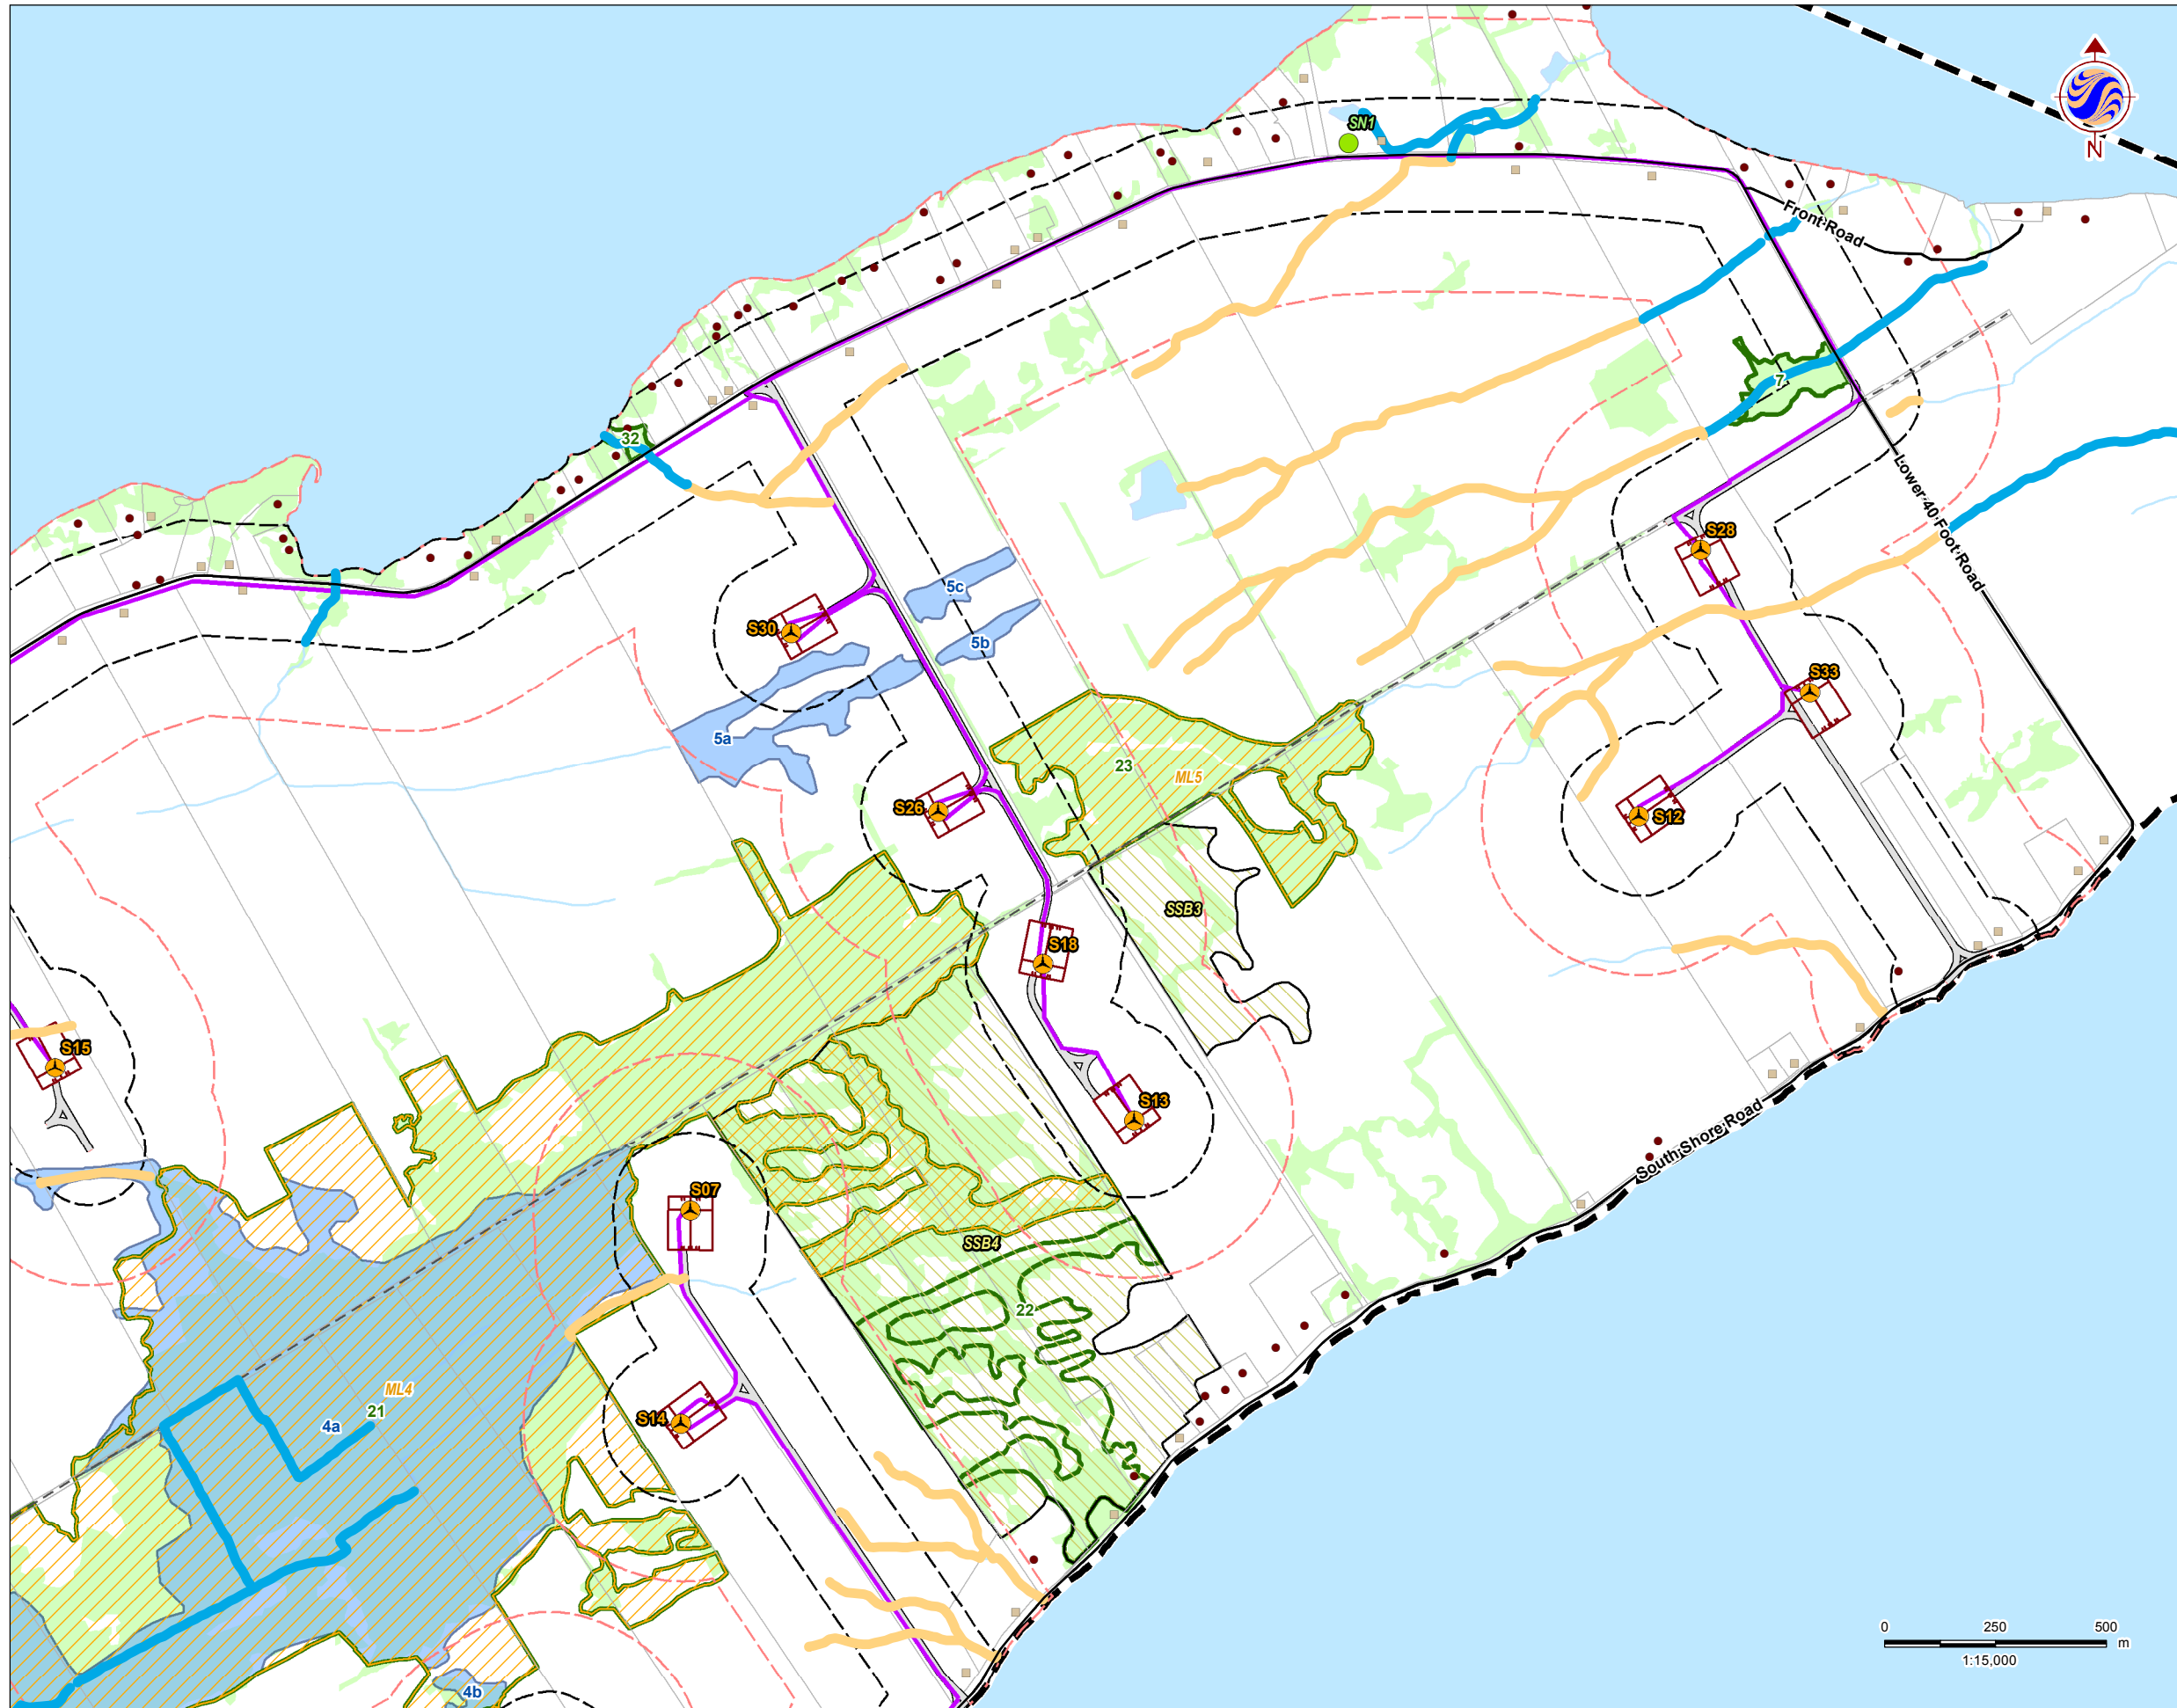 SN1
N
Front Road
7
32
Lower 40 Foot Road
S28
5c
S30
5b
S33
5a
23
ML5
S26
S12
SSB3
S18
S15
S13
South Shore Road
S07
SSB4
22
ML4
21
4a
S14
0 250 500
m
1:15,000
4b